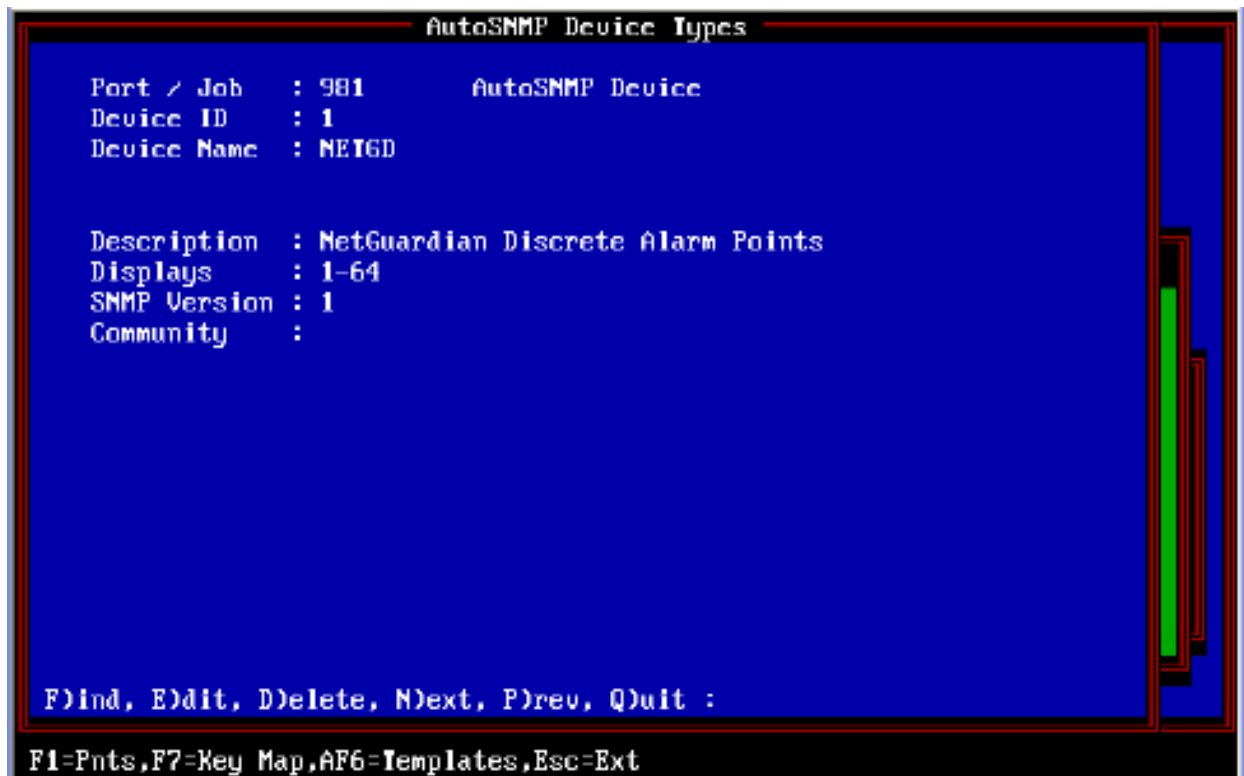 AutoSNMP Device Types
Port / Job : 981 AutoSNMP Device
Device ID : 1
Device Name : NETGD
Description : NetGuardian Discrete Alarm Points
Displays : 1-64
SNMP Version : 1
Community :
F)ind, E)dit, D)elete, N)ext, P)rev, Q)uit :
F1=Pnts,F7=Key Map,AF6=Templates,Esc=Ext